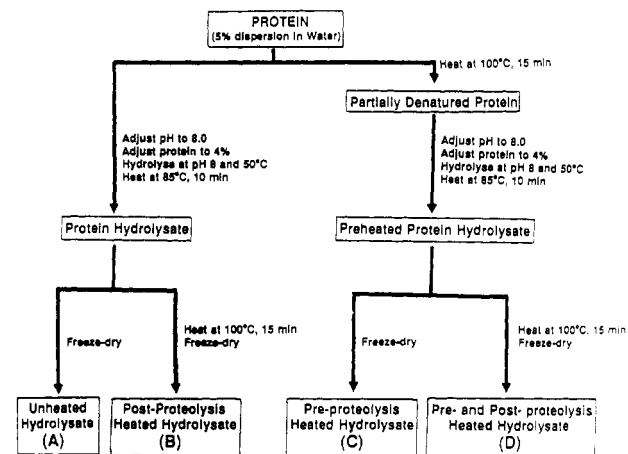 PROTEIN
(5% dispersion in Water)
Heat at 100°C, 15 min
Partially Denatured Protein
Adjust pH to 8.0
Adjust protein to 4%
Hydrolyse at pH 8 and 50°C
Heat at 85°C, 10 min
Adjust pH to 8.0
Adjust protein to 4%
Hydrolyse at pH 8 and 50°C
Heat at 85°C, 10 min
Protein Hydrolysate
Preheated Protein Hydrolysate
Freeze-dry
Heat at 100°C, 15 min
Freeze-dry
Freeze-dry
Heat at 100°C, 15 min
Freeze-dry
Unheated
Hydrolysate
(A)
Post-Proteolysis
Heated Hydrolysate
(B)
Pre-proteolysis
Heated Hydrolysate
(C)
Pre- and Post- proteolysis
Heated Hydrolysate
(D)